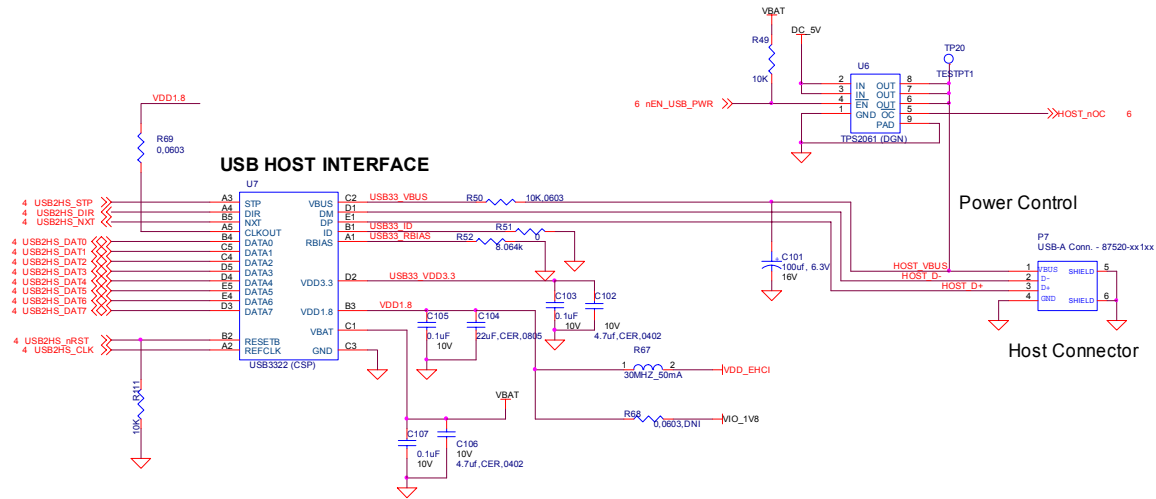 VBAT
DC_5V
R49
10K
TP20
TESTPT1
U6
2 IN OUT 8
3 IN OUT 7
4 EN OUT 6
1 GND OC 5
PAD 9
TPS2061 (DGN)
6 nEN_USB_PWR
HOST_nOC 6
VDD1.8
R69
0,0603
USB HOST INTERFACE
U7
4 USB2HS_STP A3 STP
4 USB2HS_DIR A4 DIR
4 USB2HS_NXT B5 NXT
A5 CLKOUT
4 USB2HS_DAT0 B4 DATA0
4 USB2HS_DAT1 C5 DATA1
4 USB2HS_DAT2 C4 DATA2
4 USB2HS_DAT3 D5 DATA3
4 USB2HS_DAT4 D4 DATA4
4 USB2HS_DAT5 E5 DATA5
4 USB2HS_DAT6 E4 DATA6
4 USB2HS_DAT7 D3 DATA7
4 USB2HS_nRST B2 RESETB
4 USB2HS_CLK A2 REFCLK
VBUS C2 USB33_VBUS R50 10K,0603
DM D1
DP E1
ID B1 USB33_ID R51 0
RBIAS A1 USB33_RBIAS R52 8.064k
VDD3.3 D2 USB33_VDD3.3
VDD1.8 B3 VDD1.8
VBAT C1
GND C3
USB3322 (CSP)
R111
10K
C103
0.1uF
10V
C102
10V
4.7uf,CER,0402
C105
0.1uF
10V
C104
22uF,CER,0805
R67
1 2
30MHZ_50mA
VDD_EHCI
R68
0,0603,DNI
VIO_1V8
VBAT
C107
0.1uF
10V
C106
10V
4.7uf,CER,0402
C101
+
100uf, 6.3V
16V
Power Control
P7
USB-A Conn. - 87520-xx1xx
HOST_VBUS 1 VBUS SHIELD 5
HOST_D- 2 D-
HOST_D+ 3 D+
4 GND SHIELD 6
Host Connector